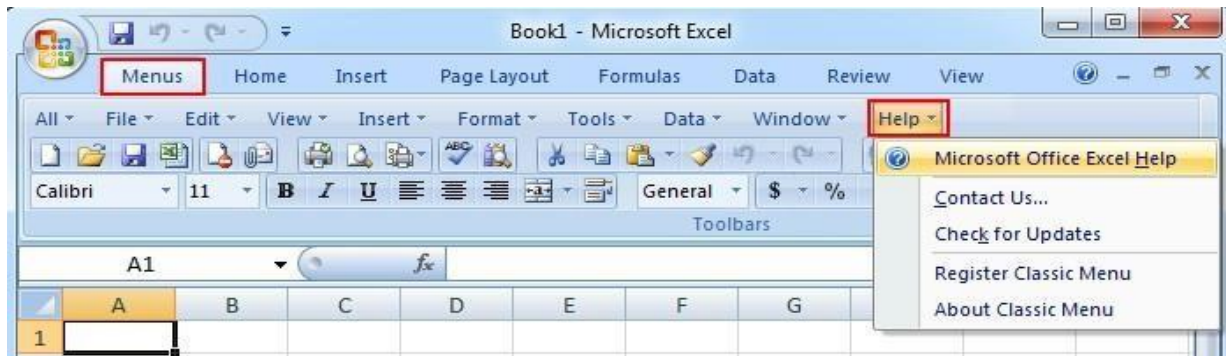 Book1 - Microsoft Excel
Menus Home Insert Page Layout Formulas Data Review View
All File Edit View Insert Format Tools Data Window Help
ABC
Microsoft Office Excel Help
Calibri 11 B I U a General $ %
Contact Us...
Toolbars
Check for Updates
A1 fx
Register Classic Menu
A B C D E F G
About Classic Menu
1